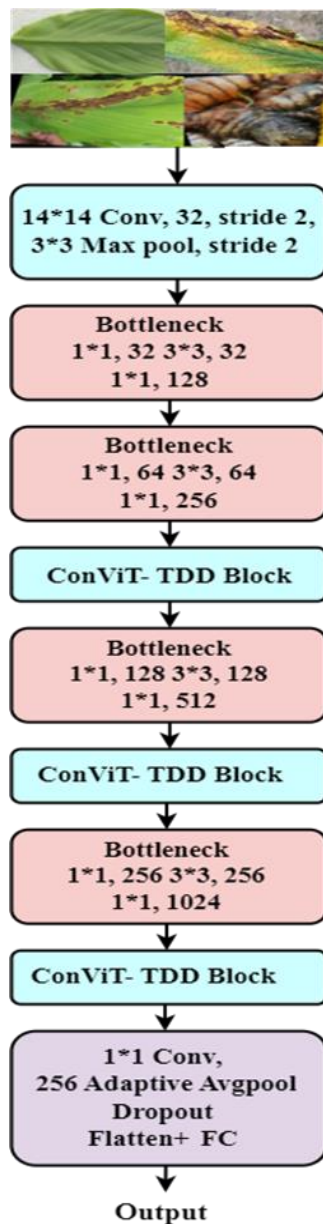 14*14 Conv, 32, stride 2,
3*3 Max pool, stride 2
Bottleneck
1*1, 32 3*3, 32
1*1, 128
Bottleneck
1*1, 64 3*3, 64
1*1, 256
ConViT- TDD Block
Bottleneck
1*1, 128 3*3, 128
1*1, 512
ConViT- TDD Block
Bottleneck
1*1, 256 3*3, 256
1*1, 1024
ConViT- TDD Block
1*1 Conv,
256 Adaptive Avgpool
Dropout
Flatten+ FC
Output